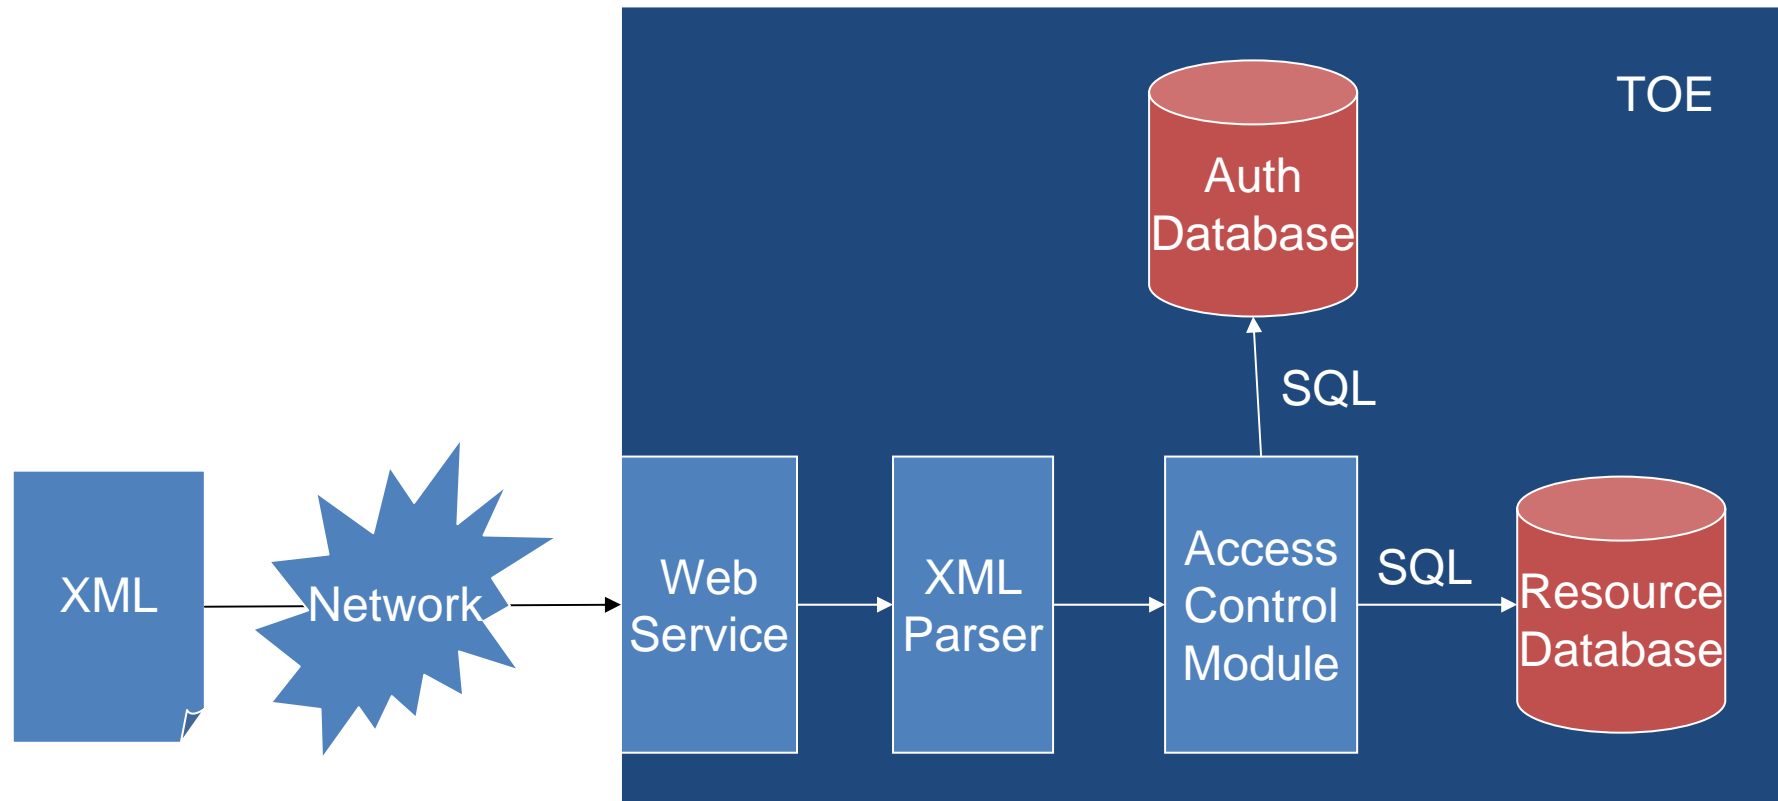 TOE
Auth
Database
SQL
XML
Network
Web
Service
XML
Parser
Access
Control
Module
SQL
Resource
Database